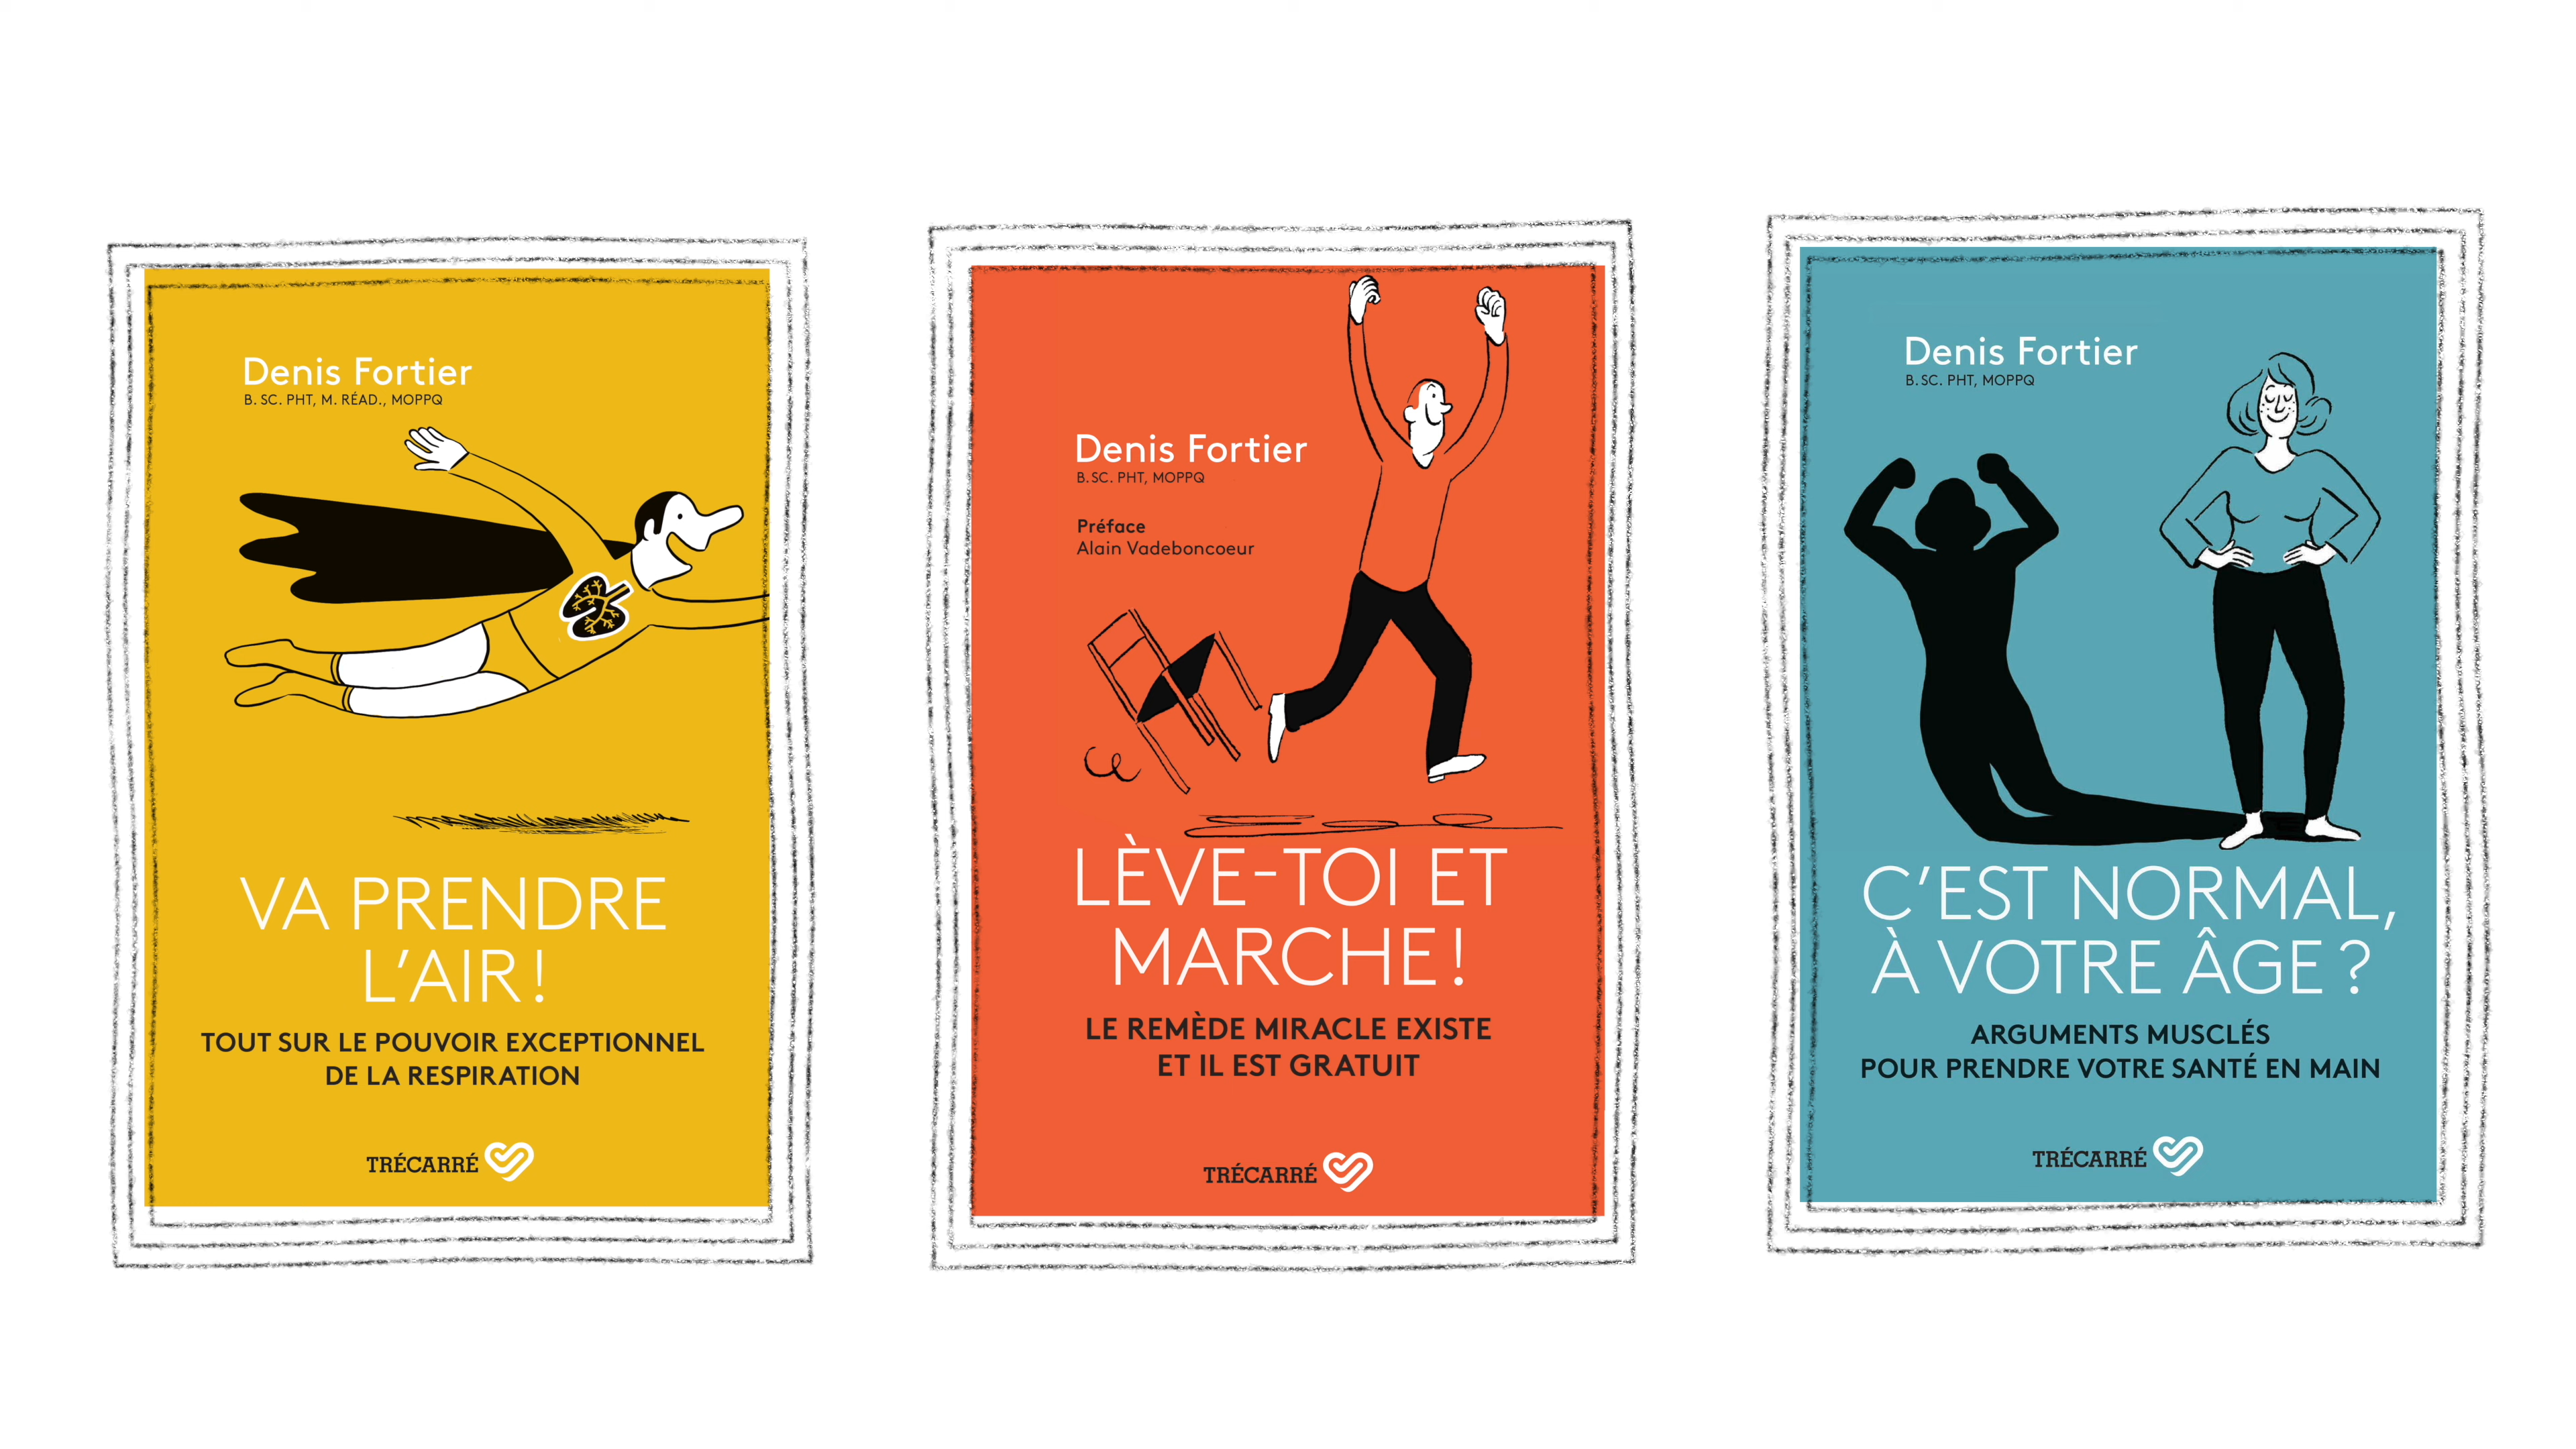 Denis Fortier
B. SC. PHT, M. RÉAD., MOPPQ
VA PRENDRE
L'AIR !
TOUT SUR LE POUVOIR EXCEPTIONNEL
DE LA RESPIRATION
TRÉCARRÉ
Denis Fortier
B. SC. PHT, MOPPQ
Préface
Alain Vadeboncoeur
LÈVE-TOI ET
MARCHE !
LE REMÈDE MIRACLE EXISTE
ET IL EST GRATUIT
TRÉCARRÉ
Denis Fortier
B. SC. PHT, MOPPQ
C'EST NORMAL,
À VOTRE ÂGE ?
ARGUMENTS MUSCLÉS
POUR PRENDRE VOTRE SANTÉ EN MAIN
TRÉCARRÉ